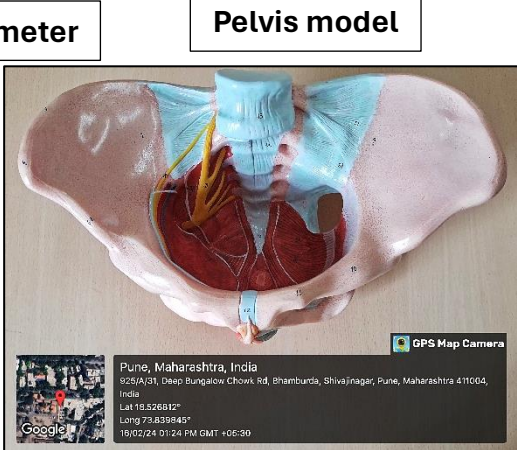 meter
Pelvis model
GPS Map Camera
Pune, Maharashtra, India
925/A/31, Deep Bungalow Chowk Rd, Bhamburda, Shivajinagar, Pune, Maharashtra 411004,
India
Lat 18.526812°
Long 73.839845°
16/02/24 01:24 PM GMT +05:30
Google